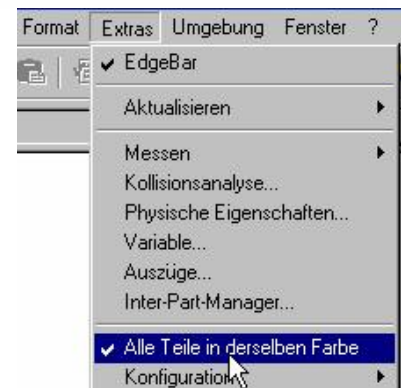 Format Extras Umgebung Fenster ?
EdgeBar
Aktualisieren
Messen
Kollisionsanalyse...
Physische Eigenschaften...
Variable...
Auszüge...
Inter-Part-Manager...
Alle Teile in derselben Farbe
Konfiguration